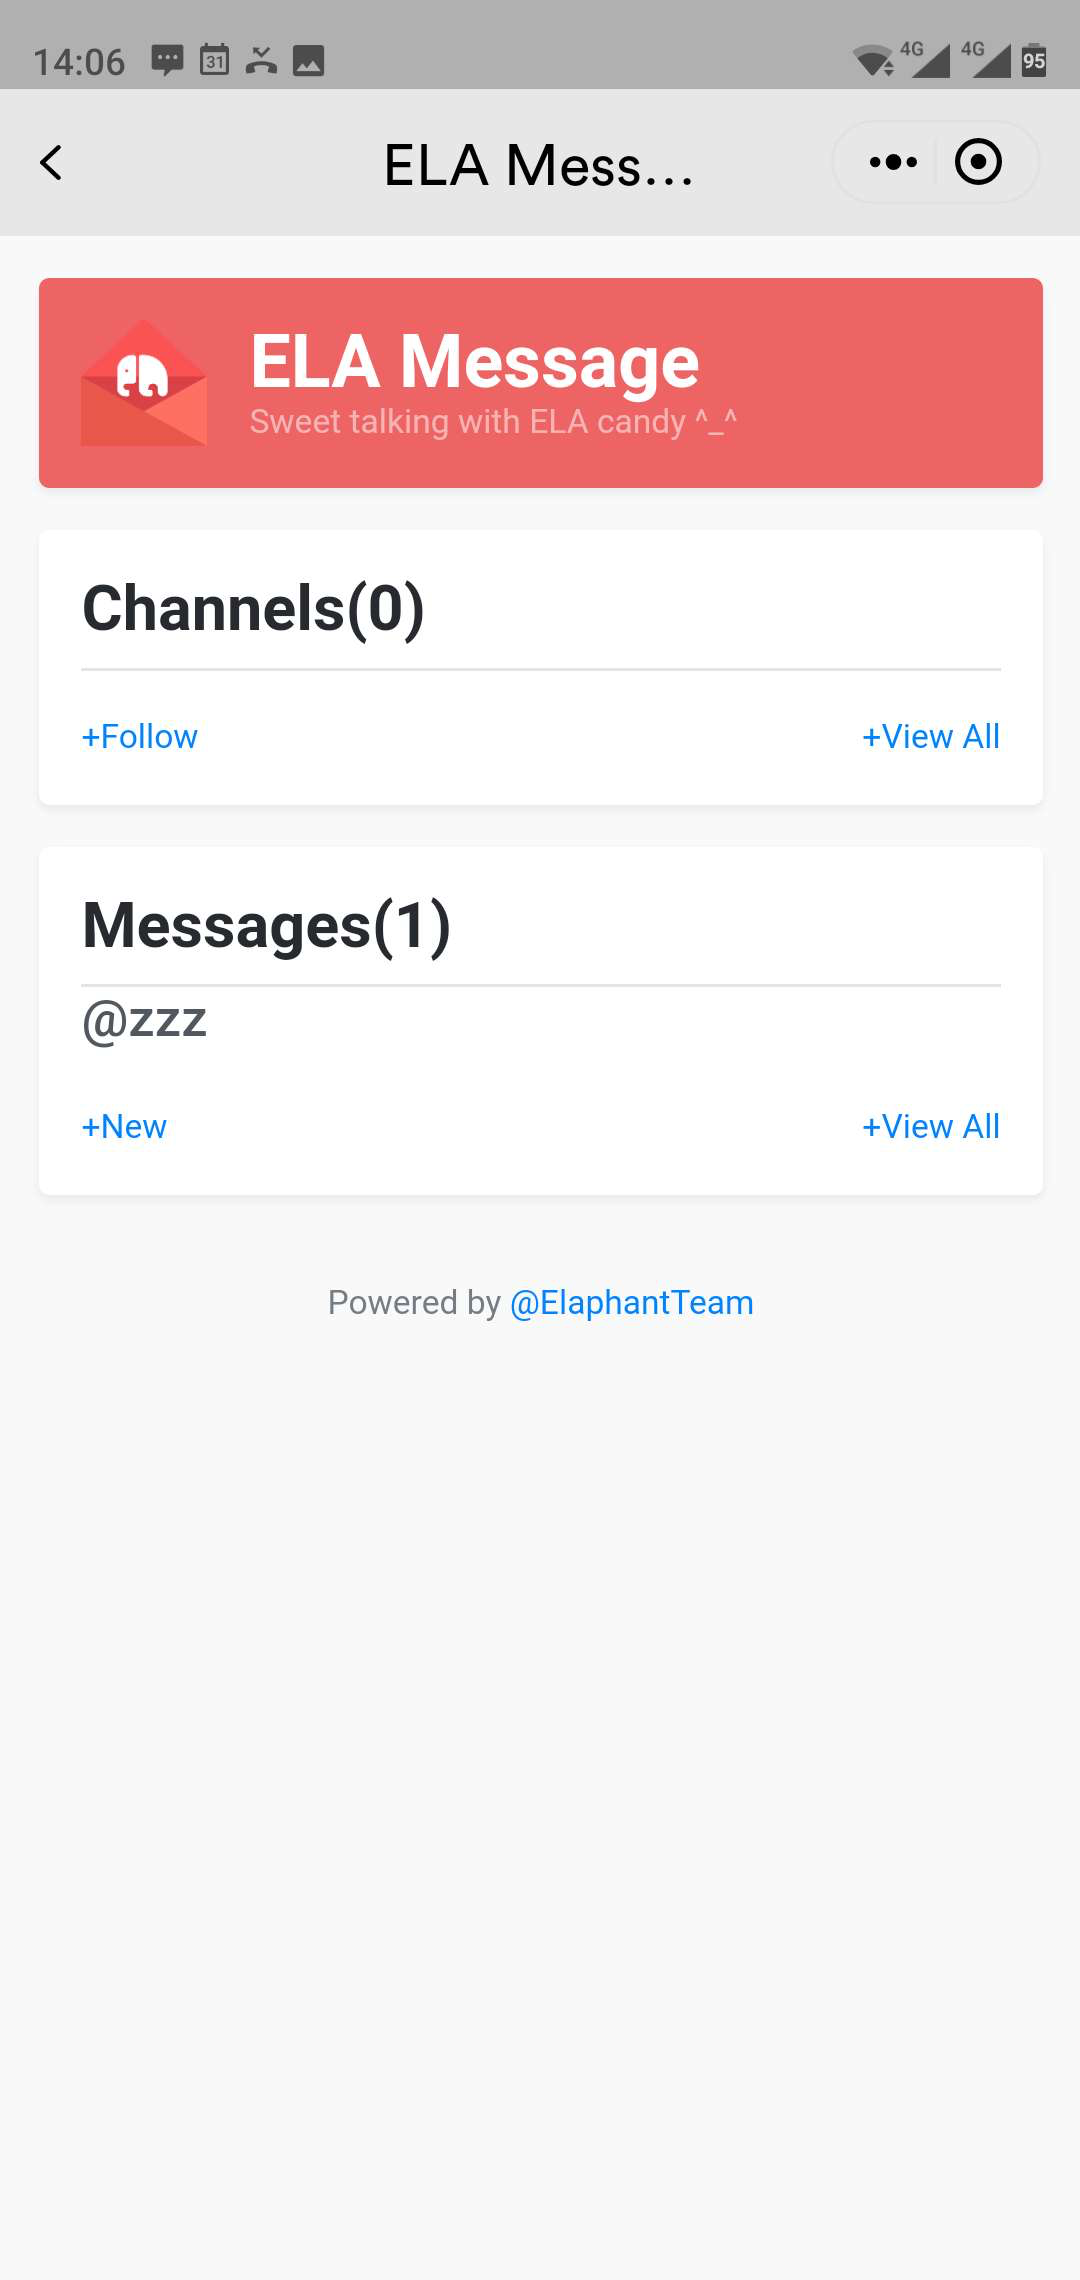 14:06
31
4G
4G
95
ELA Mess...
ELA Message
Sweet talking with ELA candy ^_^
Channels(0)
+Follow
+View All
Messages(1)
@zzz
+New
+View All
Powered by @ElaphantTeam